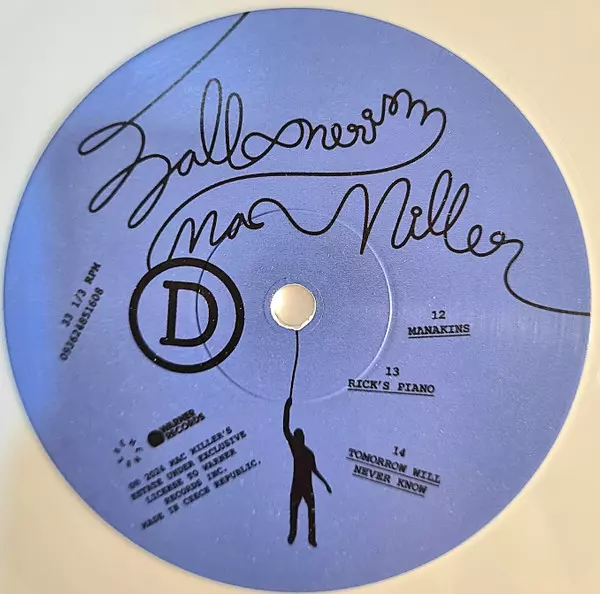 Balloonerism
Mac Miller
33 1/3 RPM
093624851608
D
12
MANAKINS
13
RICK'S PIANO
14
TOMORROW WILL
NEVER KNOW
WARNER
RECORDS
℗© 2024 MAC MILLER'S
ESTATE UNDER EXCLUSIVE
LICENSE TO WARNER
RECORDS INC.
MADE IN CZECH REPUBLIC.